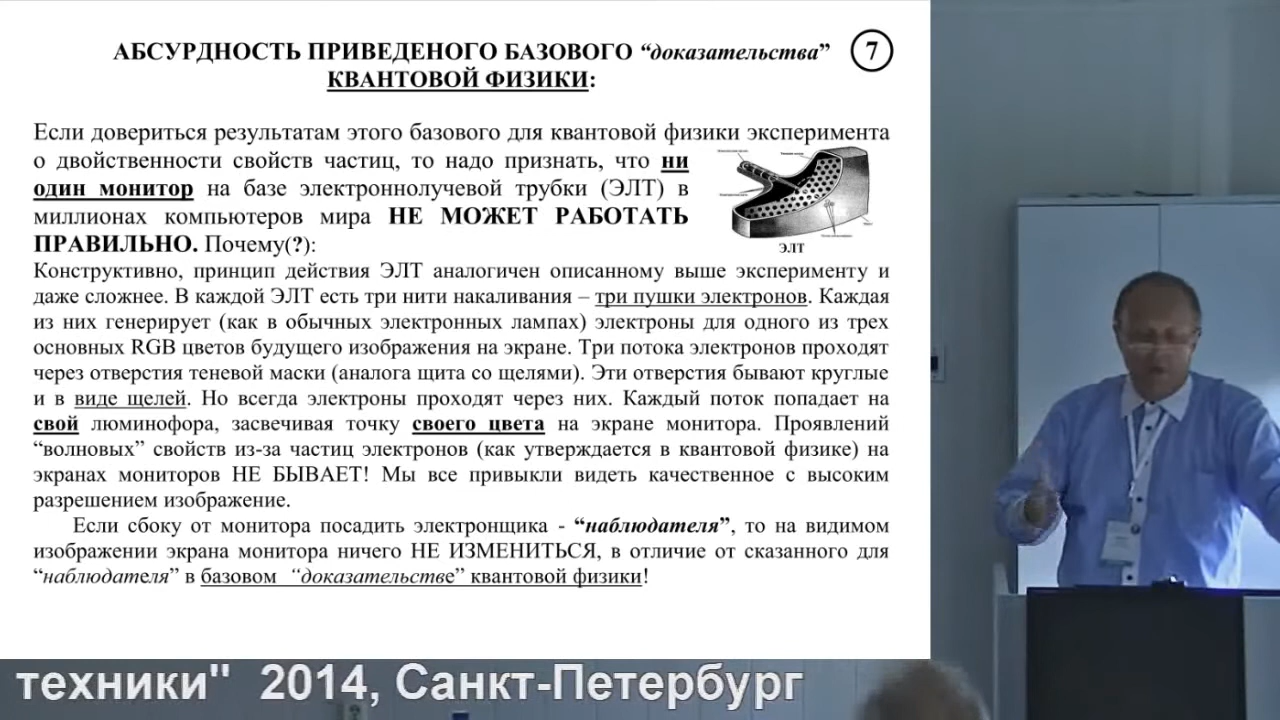 АБСУРДНОСТЬ ПРИВЕДЕНОГО БАЗОВОГО “доказательства”
7
КВАНТОВОЙ ФИЗИКИ:
Если довериться результатам этого базового для квантовой физики эксперимента
о двойственности свойств частиц, то надо признать, что ни
один монитор на базе электроннолучевой трубки (ЭЛТ) в
миллионах компьютеров мира НЕ МОЖЕТ РАБОТАТЬ
ПРАВИЛЬНО. Почему(?):
ЭЛТ
Конструктивно, принцип действия ЭЛТ аналогичен описанному выше эксперименту и
даже сложнее. В каждой ЭЛТ есть три нити накаливания – три пушки электронов. Каждая
из них генерирует (как в обычных электронных лампах) электроны для одного из трех
основных RGB цветов будущего изображения на экране. Три потока электронов проходят
через отверстия теневой маски (аналога щита со щелями). Эти отверстия бывают круглые
и в виде щелей. Но всегда электроны проходят через них. Каждый поток попадает на
свой люминофора, засвечивая точку своего цвета на экране монитора. Проявлений
“волновых” свойств из-за частиц электронов (как утверждается в квантовой физике) на
экранах мониторов НЕ БЫВАЕТ! Мы все привыкли видеть качественное с высоким
разрешением изображение.
Если сбоку от монитора посадить электронщика - “наблюдателя”, то на видимом
изображении экрана монитора ничего НЕ ИЗМЕНИТЬСЯ, в отличие от сказанного для
“наблюдателя” в базовом “доказательстве” квантовой физики!
техники" 2014, Санкт-Петербург